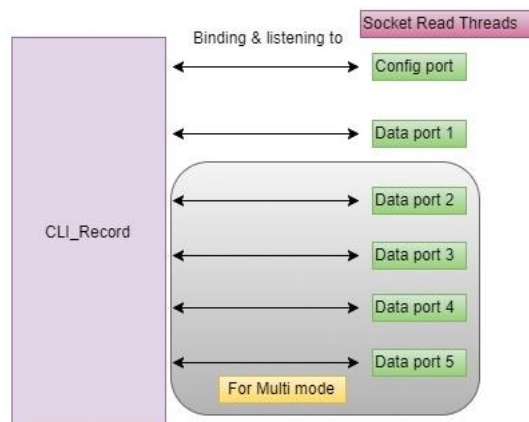 Socket Read Threads
Binding & listening to
Config port
Data port 1
Data port 2
CLI_Record
Data port 3
Data port 4
Data port 5
For Multi mode